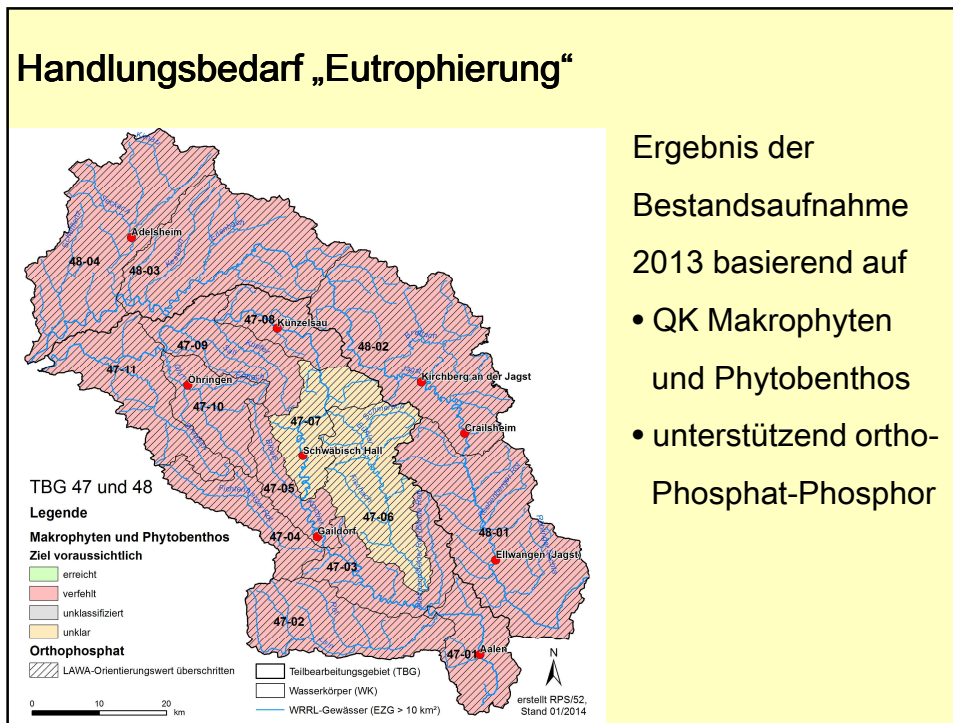 Handlungsbedarf „Eutrophierung“
Ergebnis der
Bestandsaufnahme
2013 basierend auf
• QK Makrophyten
und Phytobenthos
• unterstützend ortho-
Phosphat-Phosphor
Adelsheim
48-04
48-03
47-08
Künzelsau
47-09
48-02
47-11
Öhringen
Kirchberg an der Jagst
47-10
47-07
Crailsheim
Schwäbisch Hall
47-05
47-06
48-01
Gaildorf
47-04
Ellwangen (Jagst)
47-03
47-02
47-01
Aalen
TBG 47 und 48
Legende
Makrophyten und Phytobenthos
Ziel voraussichtlich
erreicht
verfehlt
unklassifiziert
unklar
Orthophosphat
LAWA-Orientierungswert überschritten
0 10 20
km
Teilbearbeitungsgebiet (TBG)
Wasserkörper (WK)
WRRL-Gewässer (EZG > 10 km²)
N
erstellt RPS/52,
Stand 01/2014